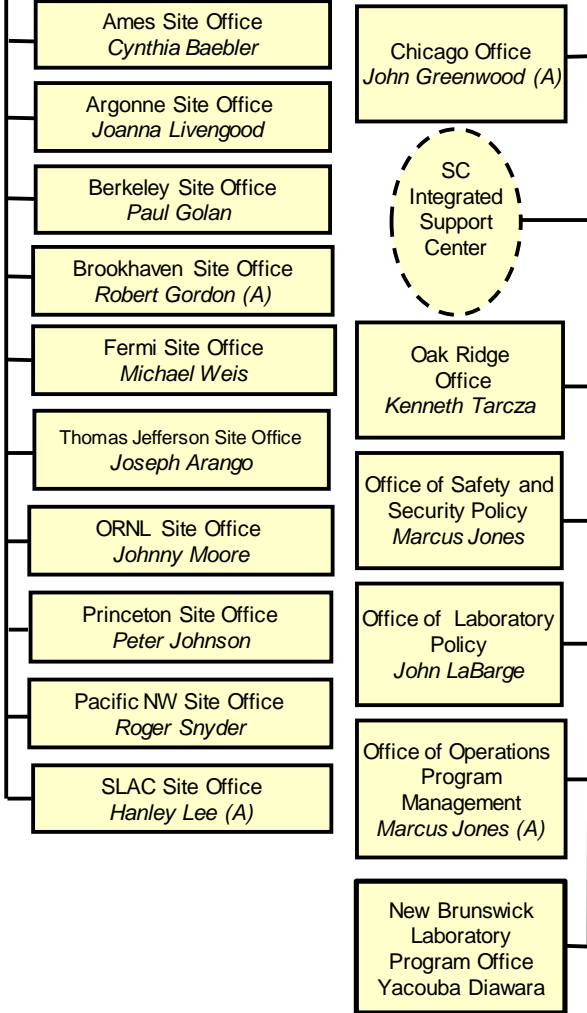 Ames Site Office
Cynthia Baebler
Argonne Site Office
Joanna Livengood
Berkeley Site Office
Paul Golan
Brookhaven Site Office
Robert Gordon (A)
Fermi Site Office
Michael Weis
Thomas Jefferson Site Office
Joseph Arango
ORNL Site Office
Johnny Moore
Princeton Site Office
Peter Johnson
Pacific NW Site Office
Roger Snyder
SLAC Site Office
Hanley Lee (A)
Chicago Office
John Greenwood (A)
SC
Integrated
Support
Center
Oak Ridge
Office
Kenneth Tarcza
Office of Safety and
Security Policy
Marcus Jones
Office of Laboratory
Policy
John LaBarge
Office of Operations
Program
Management
Marcus Jones (A)
New Brunswick
Laboratory
Program Office
Yacouba Diawara